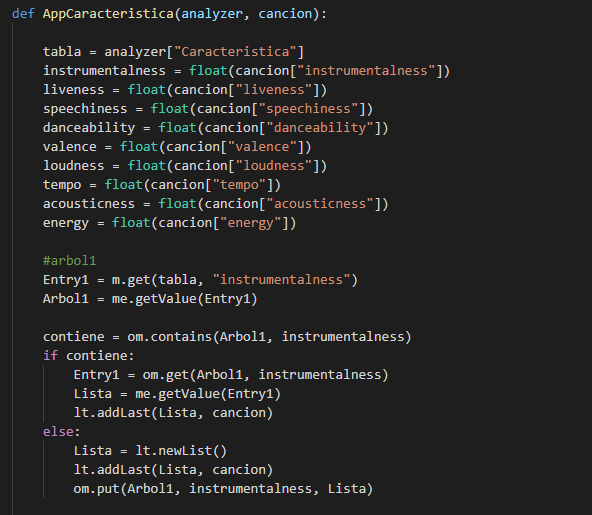 def AppCaracteristica(analyzer, cancion):
tabla = analyzer["Caracteristica"]
instrumentalness = float(cancion["instrumentalness"])
liveness = float(cancion["liveness"])
speechiness = float(cancion["speechiness"])
danceability = float(cancion["danceability"])
valence = float(cancion["valence"])
loudness = float(cancion["loudness"])
tempo = float(cancion["tempo"])
acousticness = float(cancion["acousticness"])
energy = float(cancion["energy"])
#arbol1
Entry1 = m.get(tabla, "instrumentalness")
Arbol1 = me.getValue(Entry1)
contiene = om.contains(Arbol1, instrumentalness)
if contiene:
Entry1 = om.get(Arbol1, instrumentalness)
Lista = me.getValue(Entry1)
lt.addLast(Lista, cancion)
else:
Lista = lt.newList()
lt.addLast(Lista, cancion)
om.put(Arbol1, instrumentalness, Lista)